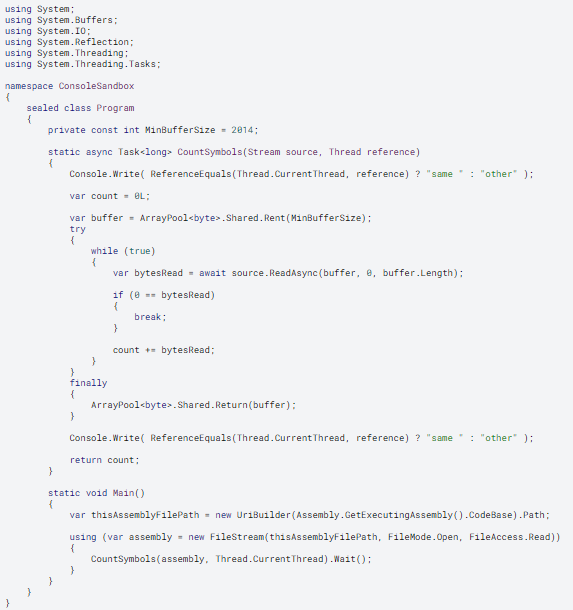 using System;
using System.Buffers;
using System.IO;
using System.Reflection;
using System.Threading;
using System.Threading.Tasks;

namespace ConsoleSandbox
{
    sealed class Program
    {
        private const int MinBufferSize = 2014;

        static async Task<long> CountSymbols(Stream source, Thread reference)
        {
            Console.Write( ReferenceEquals(Thread.CurrentThread, reference) ? "same " : "other" );

            var count = 0L;

            var buffer = ArrayPool<byte>.Shared.Rent(MinBufferSize);
            try
            {
                while (true)
                {
                    var bytesRead = await source.ReadAsync(buffer, 0, buffer.Length);

                    if (0 == bytesRead)
                    {
                        break;
                    }

                    count += bytesRead;
                }
            }
            finally
            {
                ArrayPool<byte>.Shared.Return(buffer);
            }

            Console.Write( ReferenceEquals(Thread.CurrentThread, reference) ? "same " : "other" );

            return count;
        }

        static void Main()
        {
            var thisAssemblyFilePath = new UriBuilder(Assembly.GetExecutingAssembly().CodeBase).Path;

            using (var assembly = new FileStream(thisAssemblyFilePath, FileMode.Open, FileAccess.Read))
            {
                CountSymbols(assembly, Thread.CurrentThread).Wait();
            }
        }
    }
}